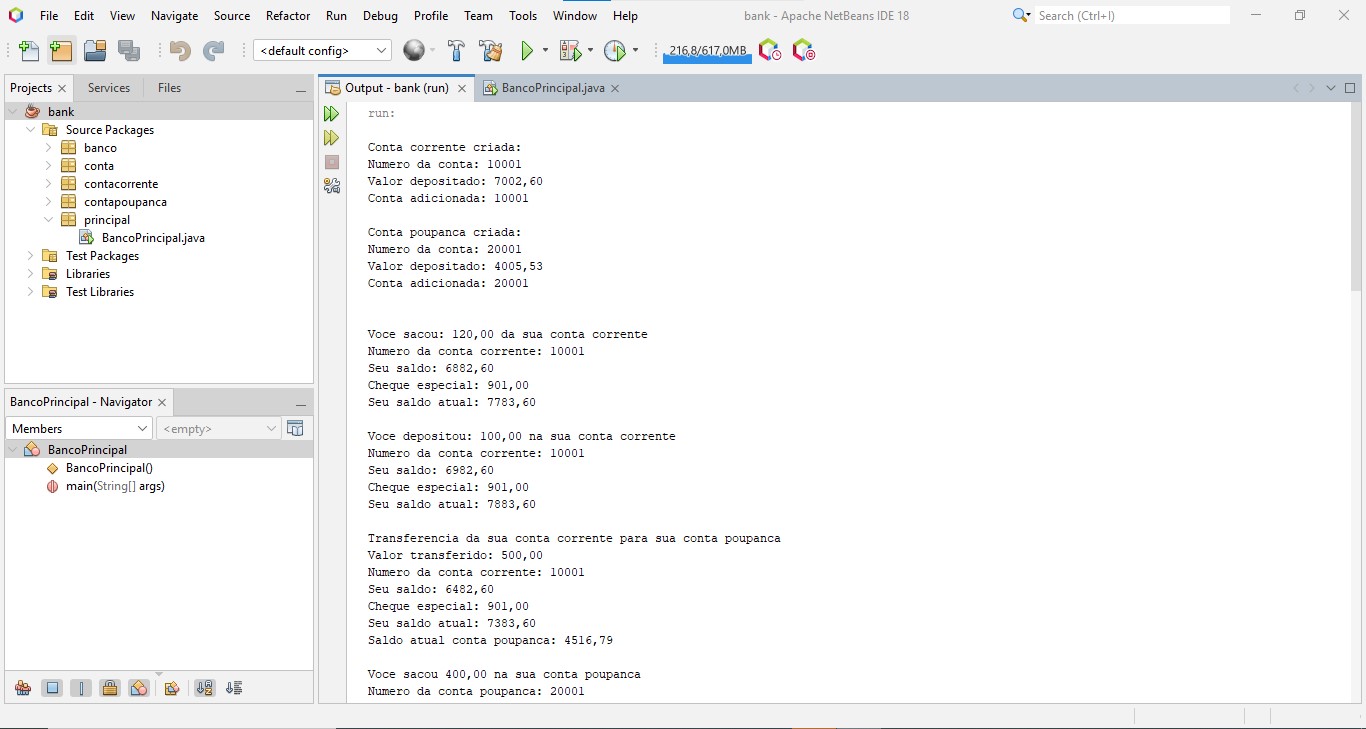 File Edit View Navigate Source Refactor Run Debug Profile Team Tools Window Help
bank - Apache NetBeans IDE 18
Search (Ctrl+I)
<default config>
216,8/617,0MB
Projects
Services
Files
bank
Source Packages
banco
conta
contacorrente
contapoupanca
principal
BancoPrincipal.java
Test Packages
Libraries
Test Libraries
BancoPrincipal - Navigator
Members
<empty>
BancoPrincipal
BancoPrincipal()
main(String[] args)
Output - bank (run)
BancoPrincipal.java
run:
Conta corrente criada:
Numero da conta: 10001
Valor depositado: 7002,60
Conta adicionada: 10001
Conta poupanca criada:
Numero da conta: 20001
Valor depositado: 4005,53
Conta adicionada: 20001
Voce sacou: 120,00 da sua conta corrente
Numero da conta corrente: 10001
Seu saldo: 6882,60
Cheque especial: 901,00
Seu saldo atual: 7783,60
Voce depositou: 100,00 na sua conta corrente
Numero da conta corrente: 10001
Seu saldo: 6982,60
Cheque especial: 901,00
Seu saldo atual: 7883,60
Transferencia da sua conta corrente para sua conta poupanca
Valor transferido: 500,00
Numero da conta corrente: 10001
Seu saldo: 6482,60
Cheque especial: 901,00
Seu saldo atual: 7383,60
Saldo atual conta poupanca: 4516,79
Voce sacou 400,00 na sua conta poupanca
Numero da conta poupanca: 20001